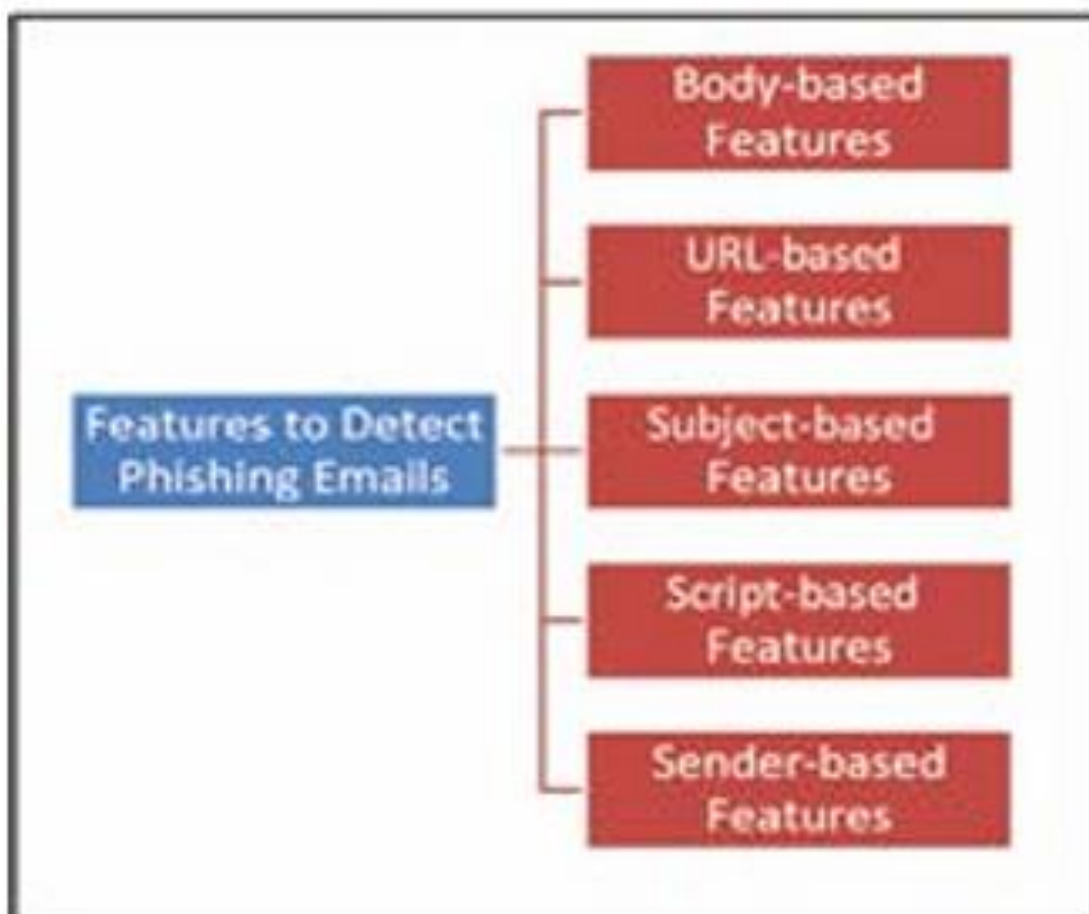 Body-based
Features
URL-based
Features
Features to Detect
Phishing Emails
Subject-based
Features
Script-based
Features
Sender-based
Features